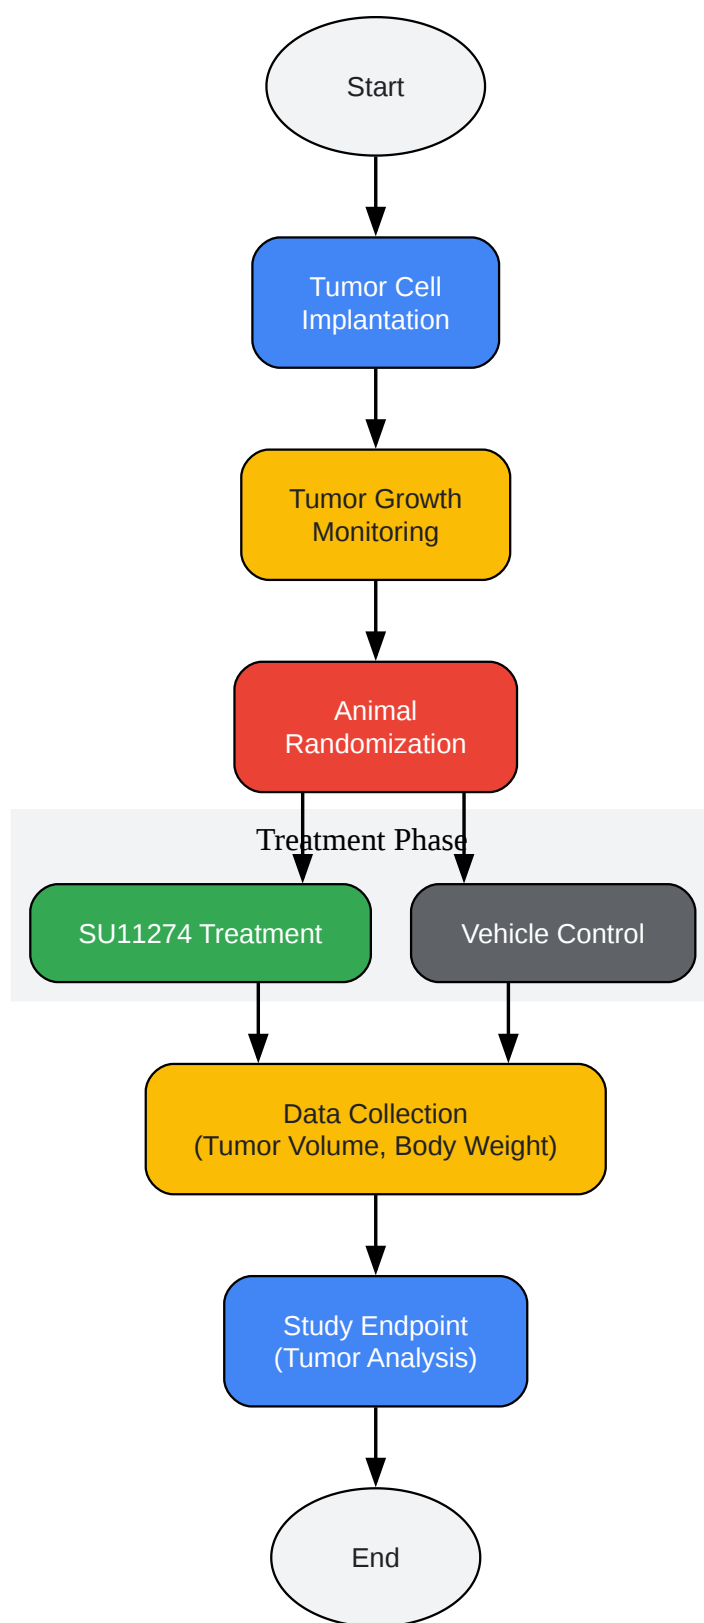 Start
Tumor Cell
Implantation
Tumor Growth
Monitoring
Animal
Randomization
Treatment Phase
SU11274 Treatment
Vehicle Control
Data Collection
(Tumor Volume, Body Weight)
Study Endpoint
(Tumor Analysis)
End